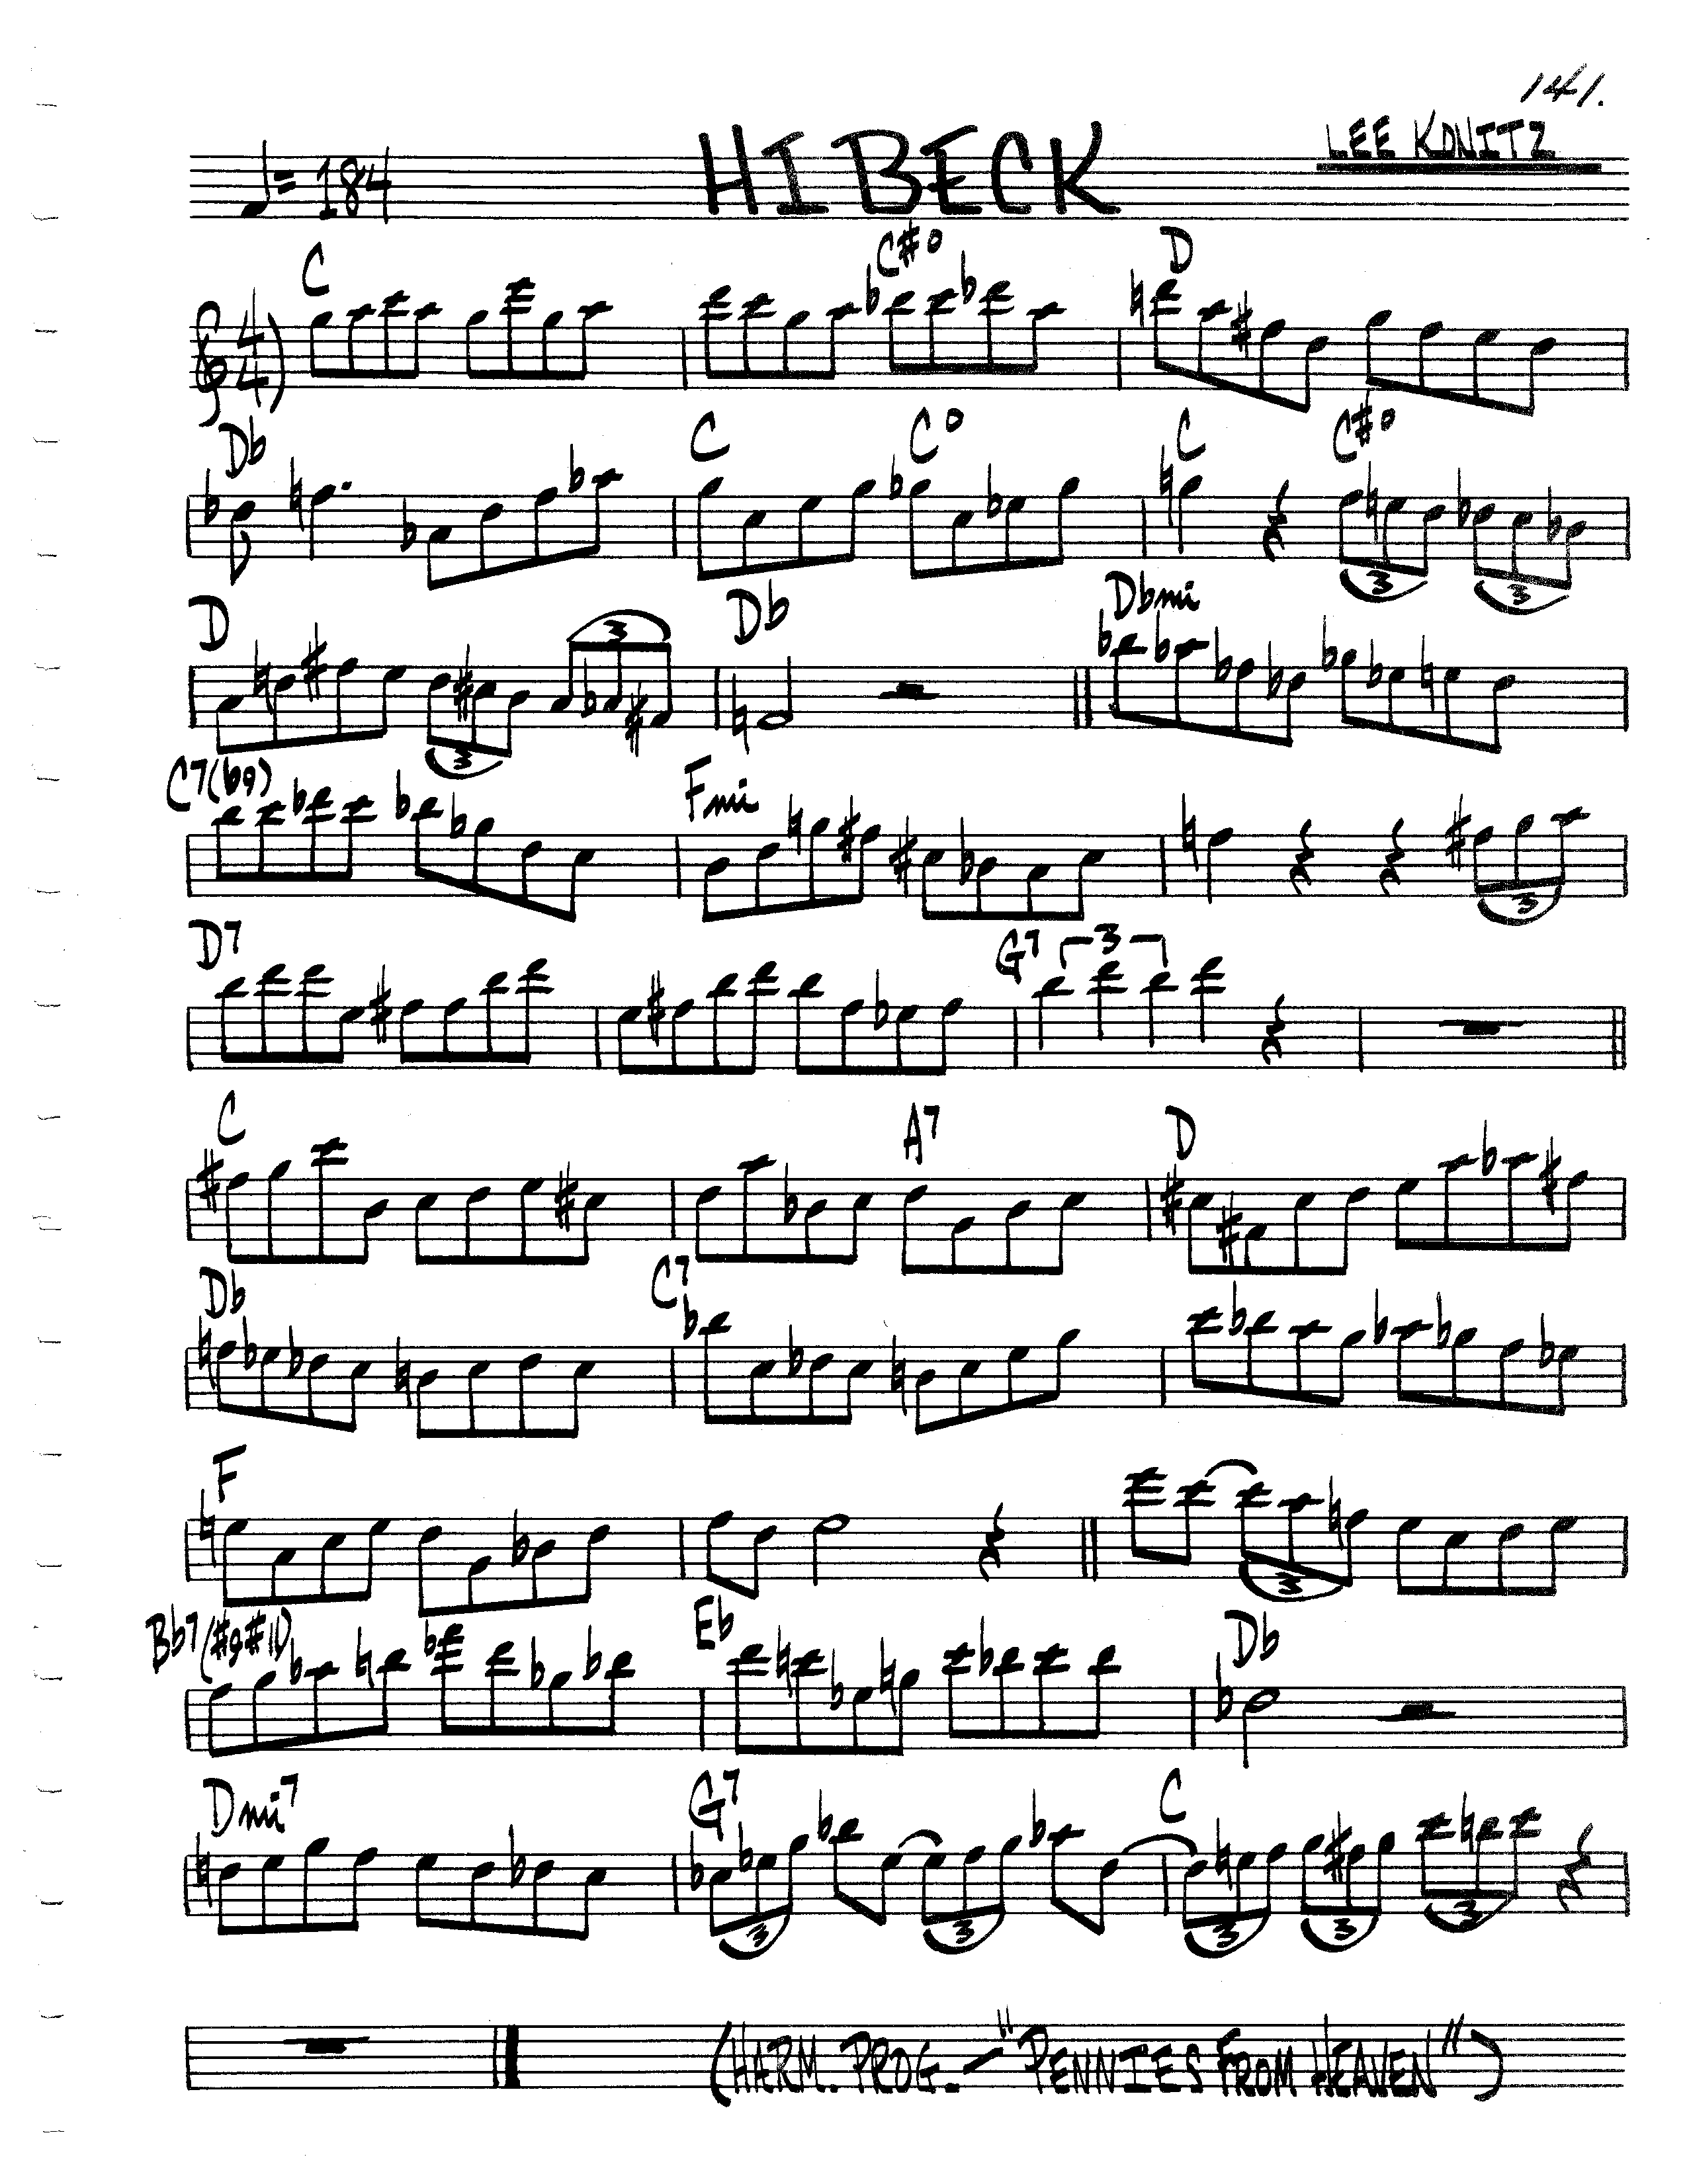 141.
♩= 184 HI BECK LEE KONITZ
C C#o D
4/4
Db C Co C C#o
3 3
D 3 Db Dbmi
3
C7(b9) Fmi
3
D7 G7 3
C A7 D
Db C7
F
3
Bb7(#9#11) Eb Db
Dmi7 G7 C
3 3 3 3 3
(HARM. PROG. — "PENNIES FROM HEAVEN")